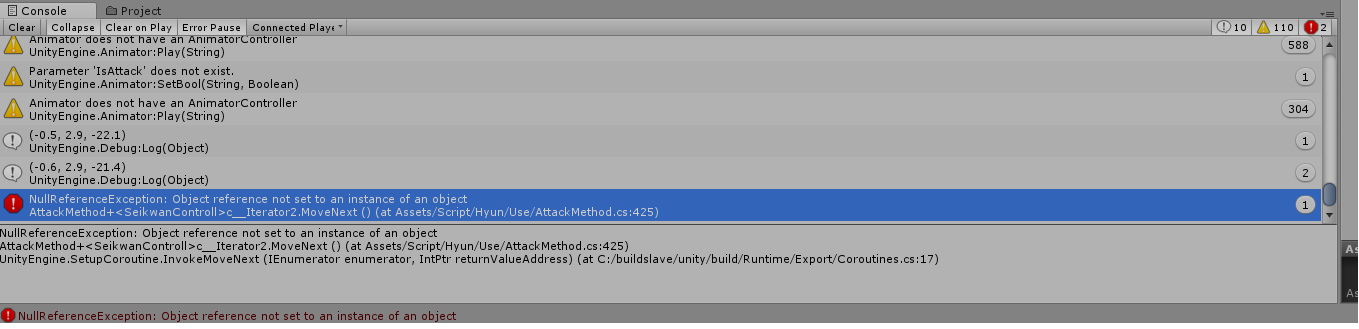 Console Project
Clear Collapse Clear on Play Error Pause Connected Playe 10 110 2
Animator does not have an AnimatorController
UnityEngine.Animator:Play(String)
588
Parameter 'IsAttack' does not exist.
UnityEngine.Animator:SetBool(String, Boolean)
1
Animator does not have an AnimatorController
UnityEngine.Animator:Play(String)
304
(-0.5, 2.9, -22.1)
UnityEngine.Debug:Log(Object)
1
(-0.6, 2.9, -21.4)
UnityEngine.Debug:Log(Object)
2
NullReferenceException: Object reference not set to an instance of an object
AttackMethod+<SeikwanControll>c__Iterator2.MoveNext () (at Assets/Script/Hyun/Use/AttackMethod.cs:425)
1
NullReferenceException: Object reference not set to an instance of an object
AttackMethod+<SeikwanControll>c__Iterator2.MoveNext () (at Assets/Script/Hyun/Use/AttackMethod.cs:425)
UnityEngine.SetupCoroutine.InvokeMoveNext (IEnumerator enumerator, IntPtr returnValueAddress) (at C:/buildslave/unity/build/Runtime/Export/Coroutines.cs:17)
As
As
NullReferenceException: Object reference not set to an instance of an object